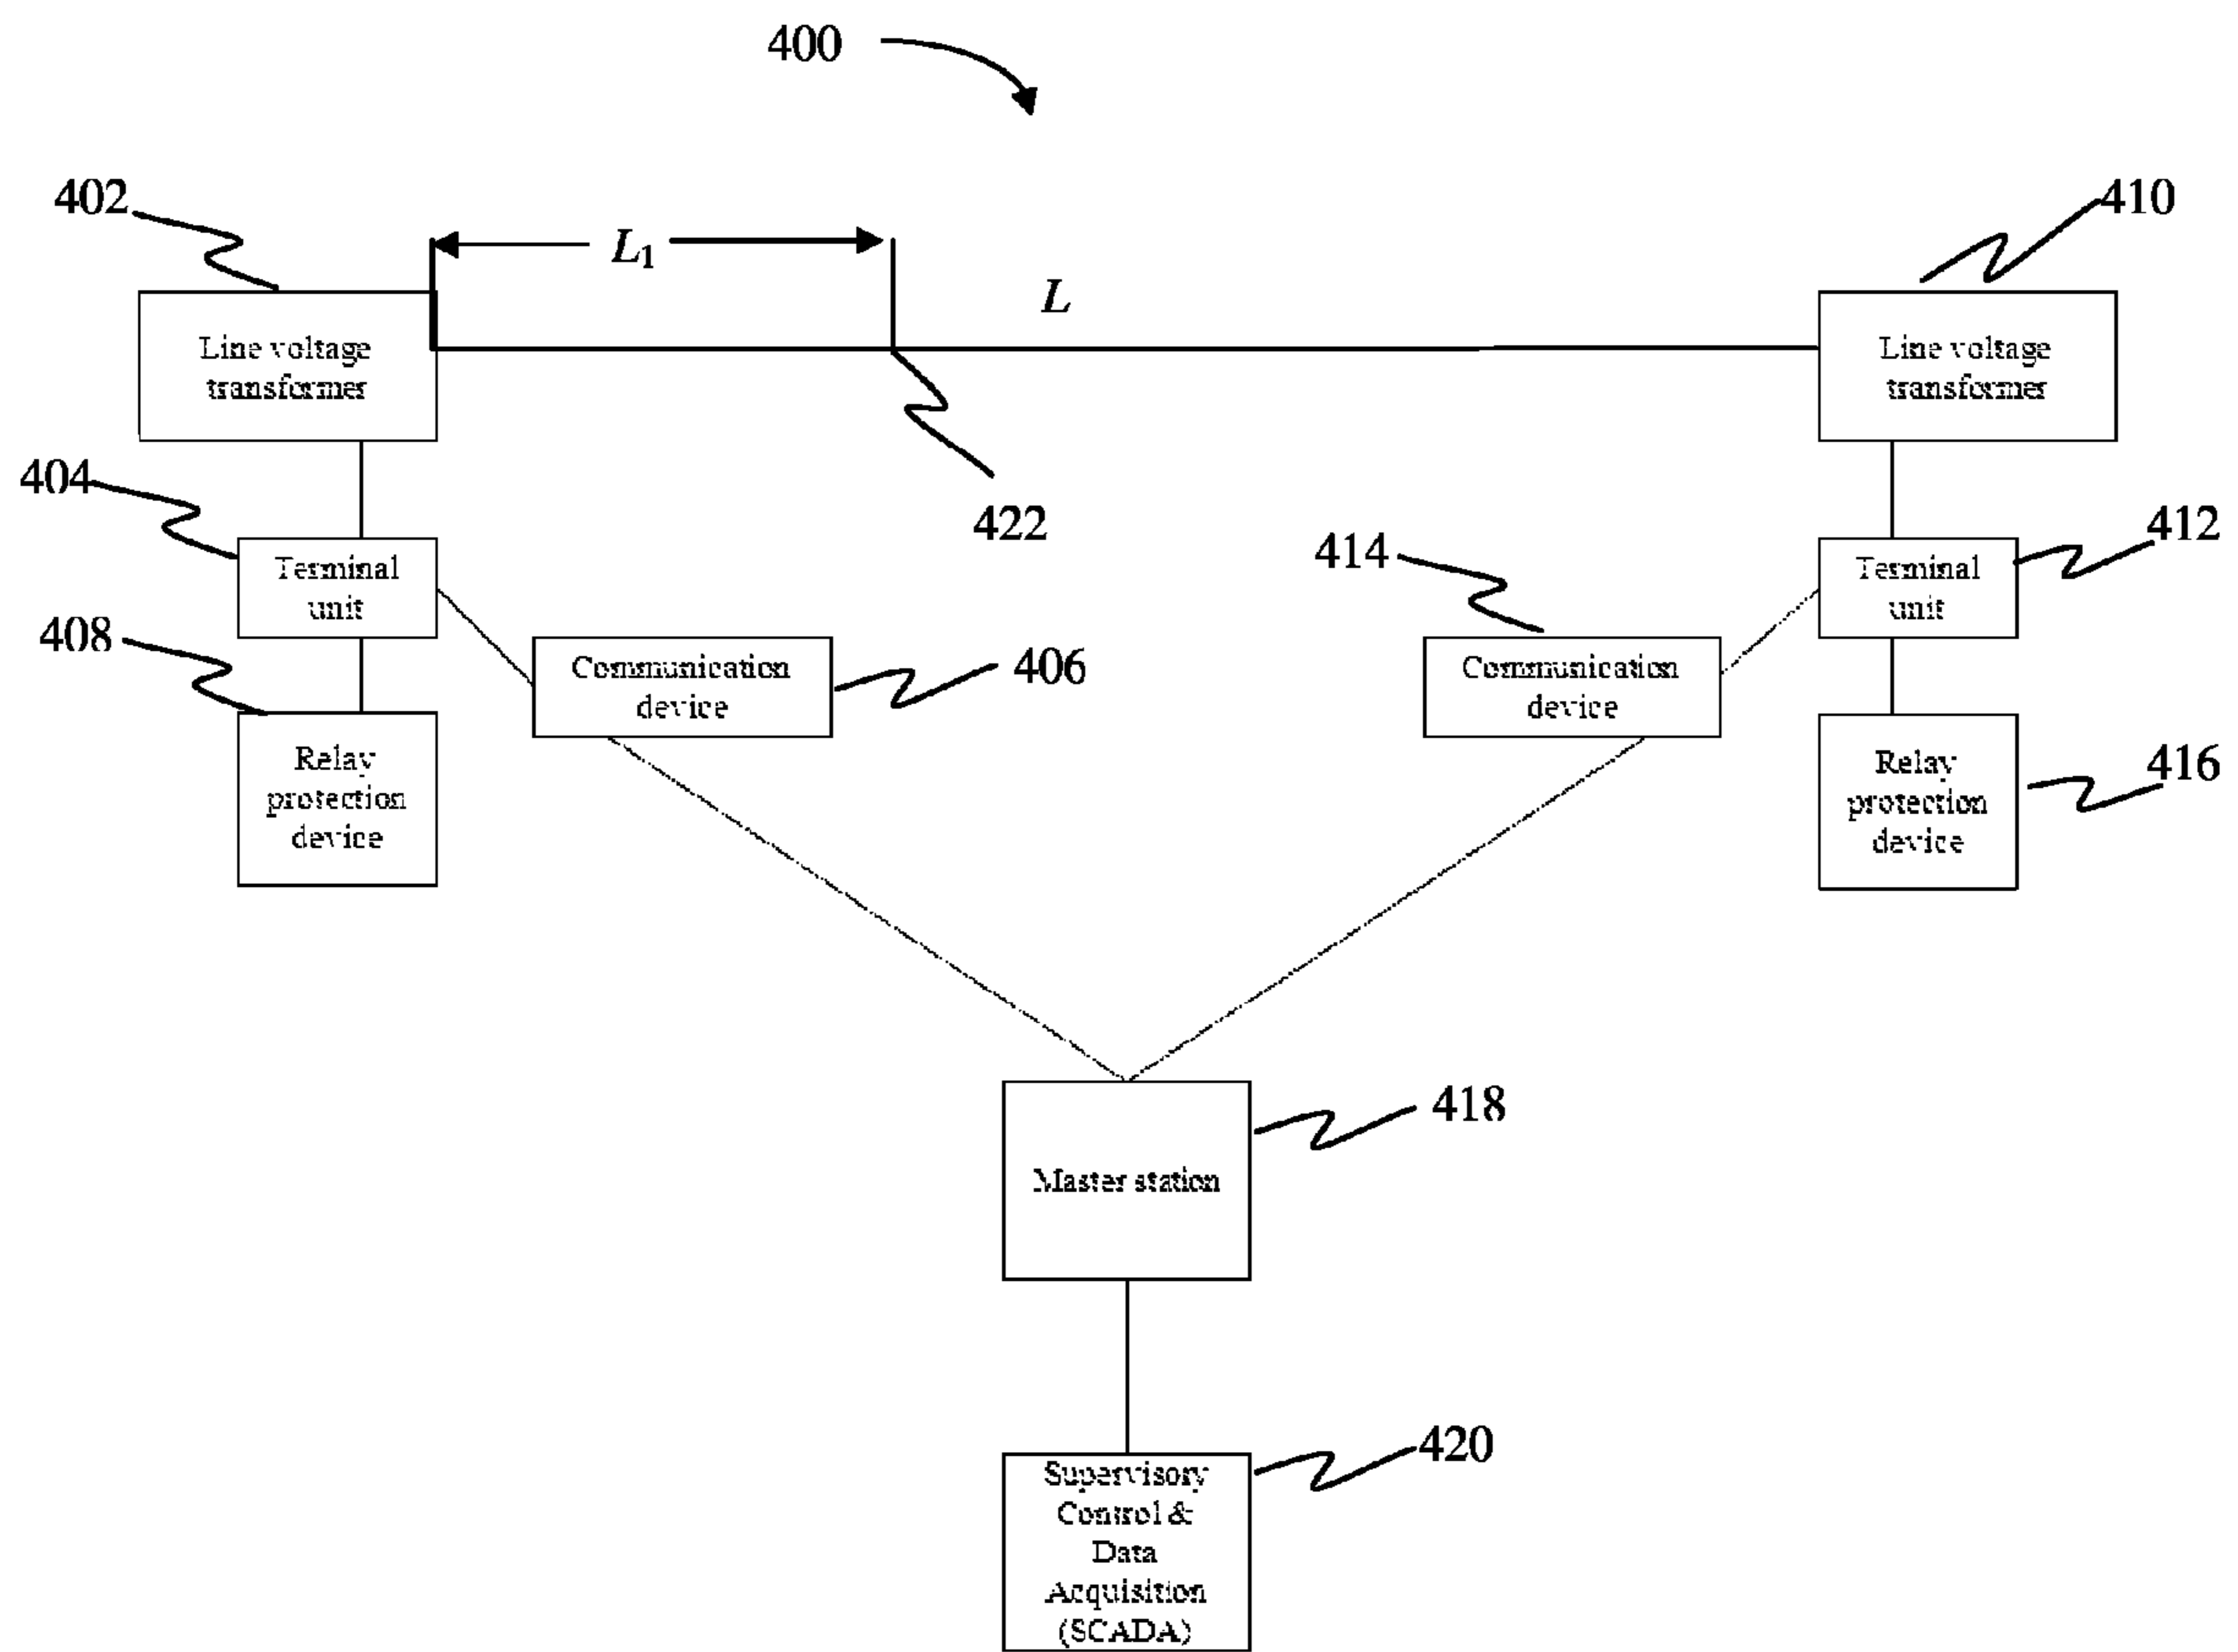 400
402
410
L1
L
Line voltage
transformer
Line voltage
transformer
404
422
414
412
Terminal
unit
Terminal
unit
408
Communication
device
406
Communication
device
Relay
protection
device
Relay
protection
device
416
418
Master station
420
Supervisory
Control &
Data
Acquisition
(SCADA)